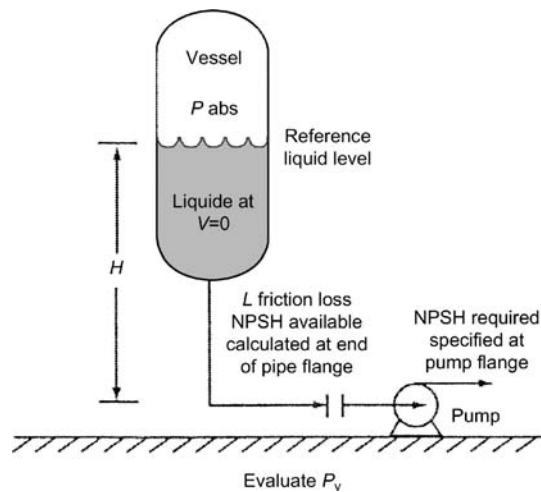 Vessel
P abs
Reference
liquid level
Liquide at
V=0
H
L friction loss
NPSH available
calculated at end
of pipe flange
NPSH required
specified at
pump flange
Pump
Evaluate Pv